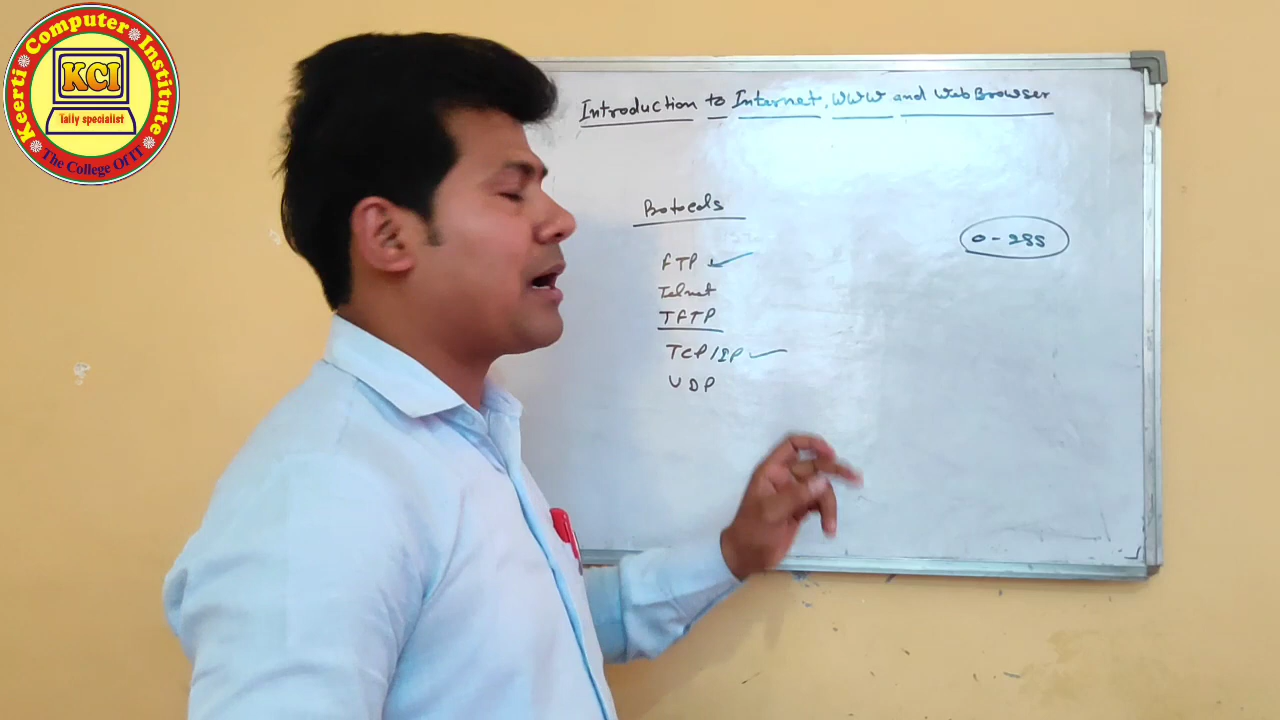 Keerti Computer Institute
KCI
Tally specialist
The College Of IT
Introduction to Internet, WWW and Web Browser
Protocols
0 - 255
FTP
Telnet
TFTP
TCP/IP
UDP